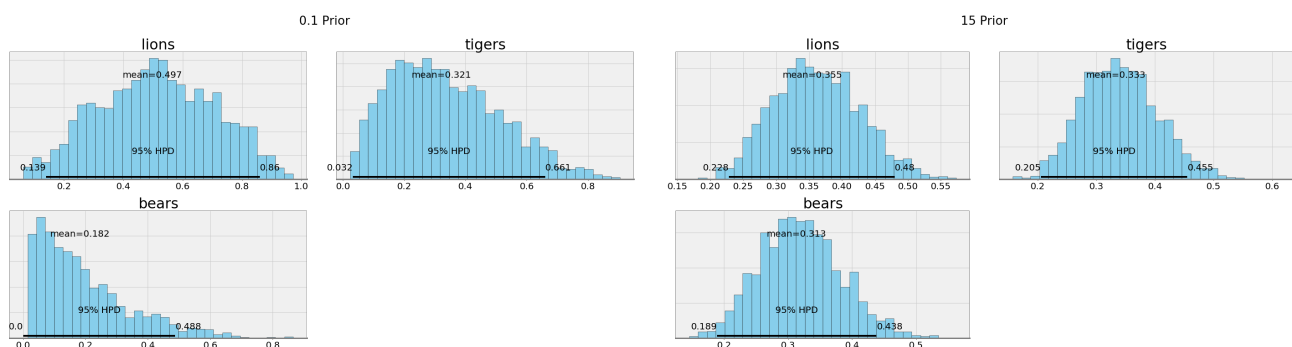 0.1 Prior
15 Prior
lions
tigers
lions
tigers
mean=0.497
mean=0.321
mean=0.355
mean=0.333
95% HPD
95% HPD
95% HPD
95% HPD
0.139 0.86
0.032 0.661
0.228 0.48
0.205 0.455
0.2 0.4 0.6 0.8 1.0
0.0 0.2 0.4 0.6 0.8
0.15 0.20 0.25 0.30 0.35 0.40 0.45 0.50 0.55
0.2 0.3 0.4 0.5 0.6
bears
bears
mean=0.182
mean=0.313
95% HPD
95% HPD
0.0 0.488
0.189 0.438
0.0 0.2 0.4 0.6 0.8
0.2 0.3 0.4 0.5